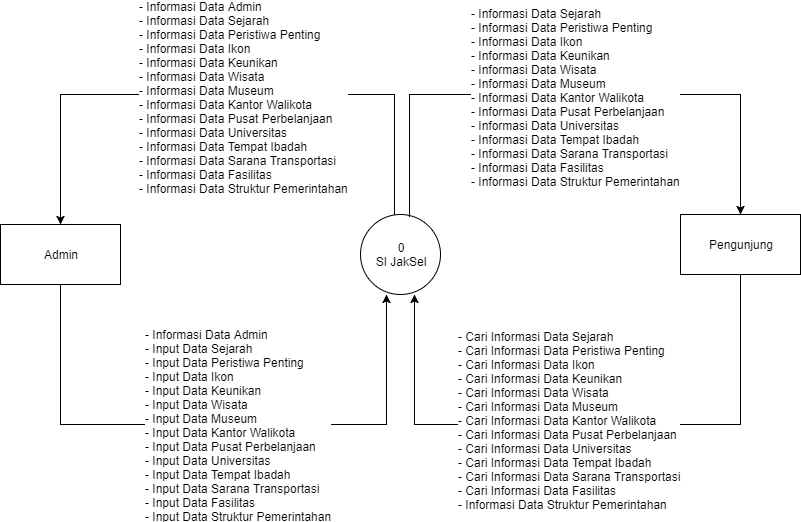 - Informasi Data Admin
- Informasi Data Sejarah
- Informasi Data Peristiwa Penting
- Informasi Data Ikon
- Informasi Data Keunikan
- Informasi Data Wisata
- Informasi Data Museum
- Informasi Data Kantor Walikota
- Informasi Data Pusat Perbelanjaan
- Informasi Data Universitas
- Informasi Data Tempat Ibadah
- Informasi Data Sarana Transportasi
- Informasi Data Fasilitas
- Informasi Data Struktur Pemerintahan
- Informasi Data Sejarah
- Informasi Data Peristiwa Penting
- Informasi Data Ikon
- Informasi Data Keunikan
- Informasi Data Wisata
- Informasi Data Museum
- Informasi Data Kantor Walikota
- Informasi Data Pusat Perbelanjaan
- Informasi Data Universitas
- Informasi Data Tempat Ibadah
- Informasi Data Sarana Transportasi
- Informasi Data Fasilitas
- Informasi Data Struktur Pemerintahan
Admin
0
SI JakSel
Pengunjung
- Informasi Data Admin
- Input Data Sejarah
- Input Data Peristiwa Penting
- Input Data Ikon
- Input Data Keunikan
- Input Data Wisata
- Input Data Museum
- Input Data Kantor Walikota
- Input Data Pusat Perbelanjaan
- Input Data Universitas
- Input Data Tempat Ibadah
- Input Data Sarana Transportasi
- Input Data Fasilitas
- Input Data Struktur Pemerintahan
- Cari Informasi Data Sejarah
- Cari Informasi Data Peristiwa Penting
- Cari Informasi Data Ikon
- Cari Informasi Data Keunikan
- Cari Informasi Data Wisata
- Cari Informasi Data Museum
- Cari Informasi Data Kantor Walikota
- Cari Informasi Data Pusat Perbelanjaan
- Cari Informasi Data Universitas
- Cari Informasi Data Tempat Ibadah
- Cari Informasi Data Sarana Transportasi
- Cari Informasi Data Fasilitas
- Informasi Data Struktur Pemerintahan